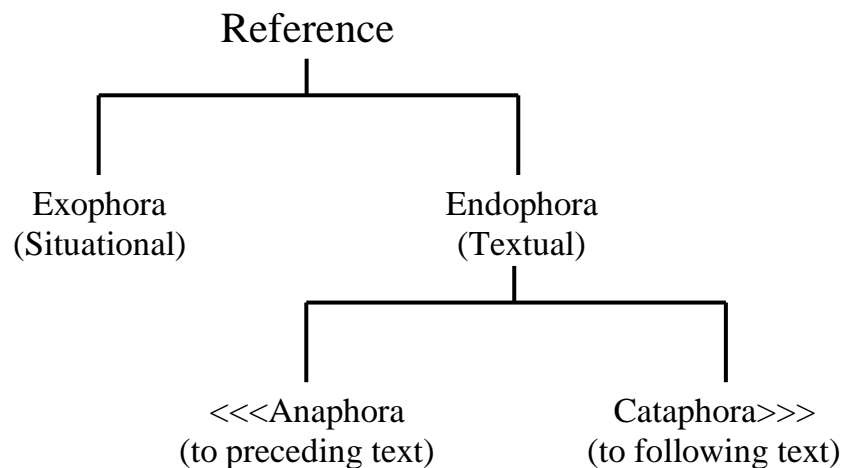 Reference
Exophora
(Situational)
Endophora
(Textual)
<<<Anaphora
(to preceding text)
Cataphora>>>
(to following text)